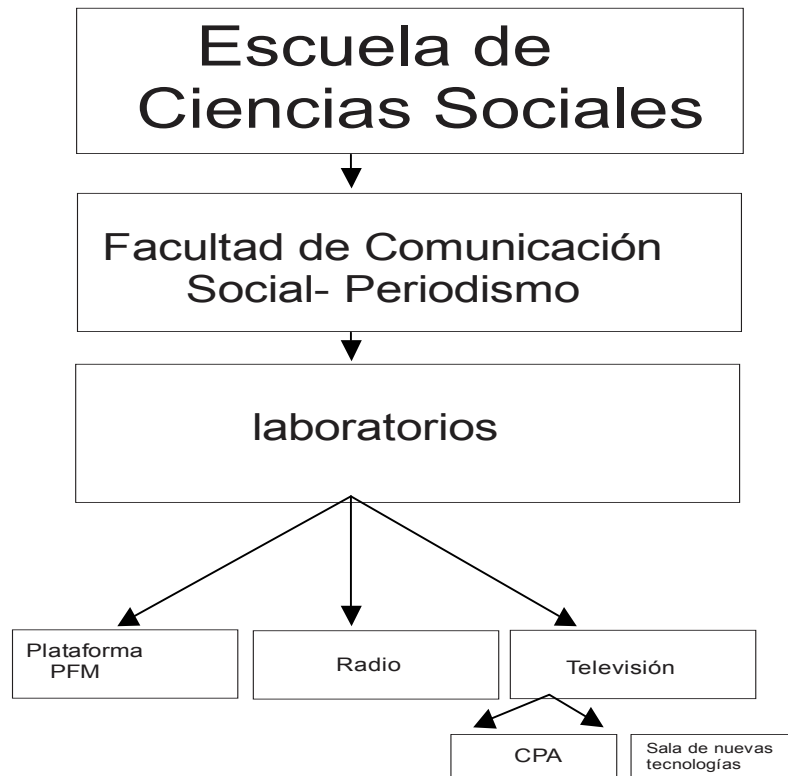 Escuela de
Ciencias Sociales
Facultad de Comunicación
Social- Periodismo
laboratorios
Plataforma
PFM
Radio
Televisión
CPA
Sala de nuevas
tecnologías